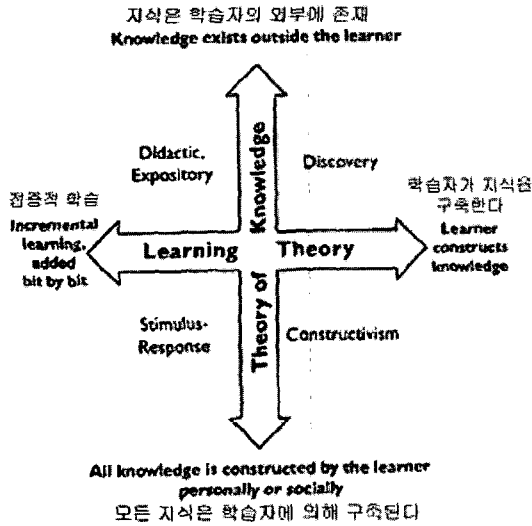 지식은 학습자의 외부에 존재
Knowledge exists outside the learner
Didactic,
Expository
Discovery
점증적 학습
Incremental
learning,
added
bit by bit
Learning Theory
Theory of Knowledge
학습자가 지식을
구축한다
Learner
constructs
knowledge
Stimulus-
Response
Constructivism
All knowledge is constructed by the learner
personally or socially
모든 지식은 학습자에 의해 구축된다